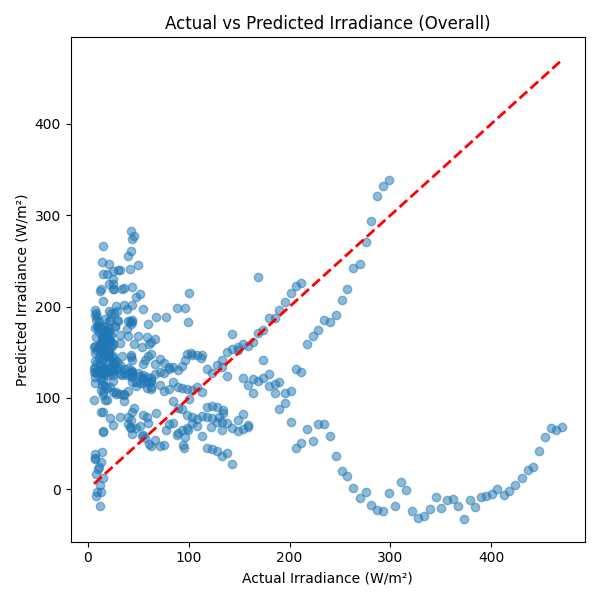 Actual vs Predicted Irradiance (Overall)
Predicted Irradiance (W/m²)
400
300
200
100
0
0 100 200 300 400
Actual Irradiance (W/m²)